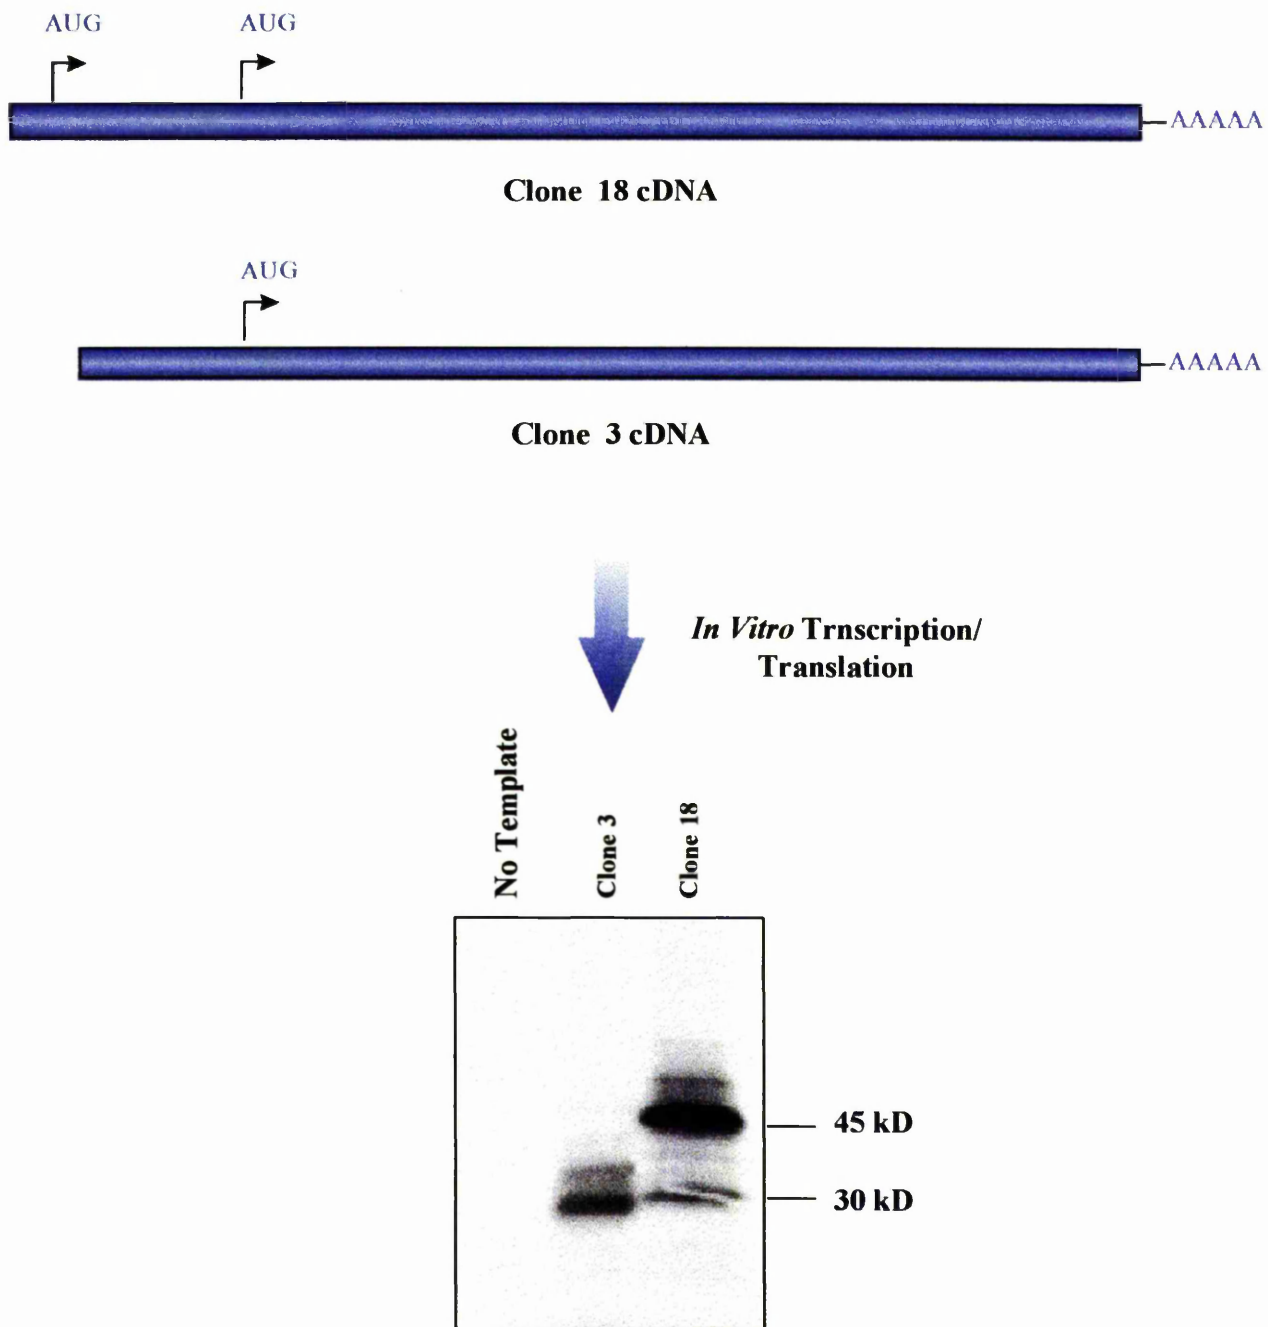 AUG AUG
AAAAA
Clone 18 cDNA
AUG
AAAAA
Clone 3 cDNA
In Vitro Trnscription/
Translation
No Template
Clone 3
Clone 18
45 kD
30 kD